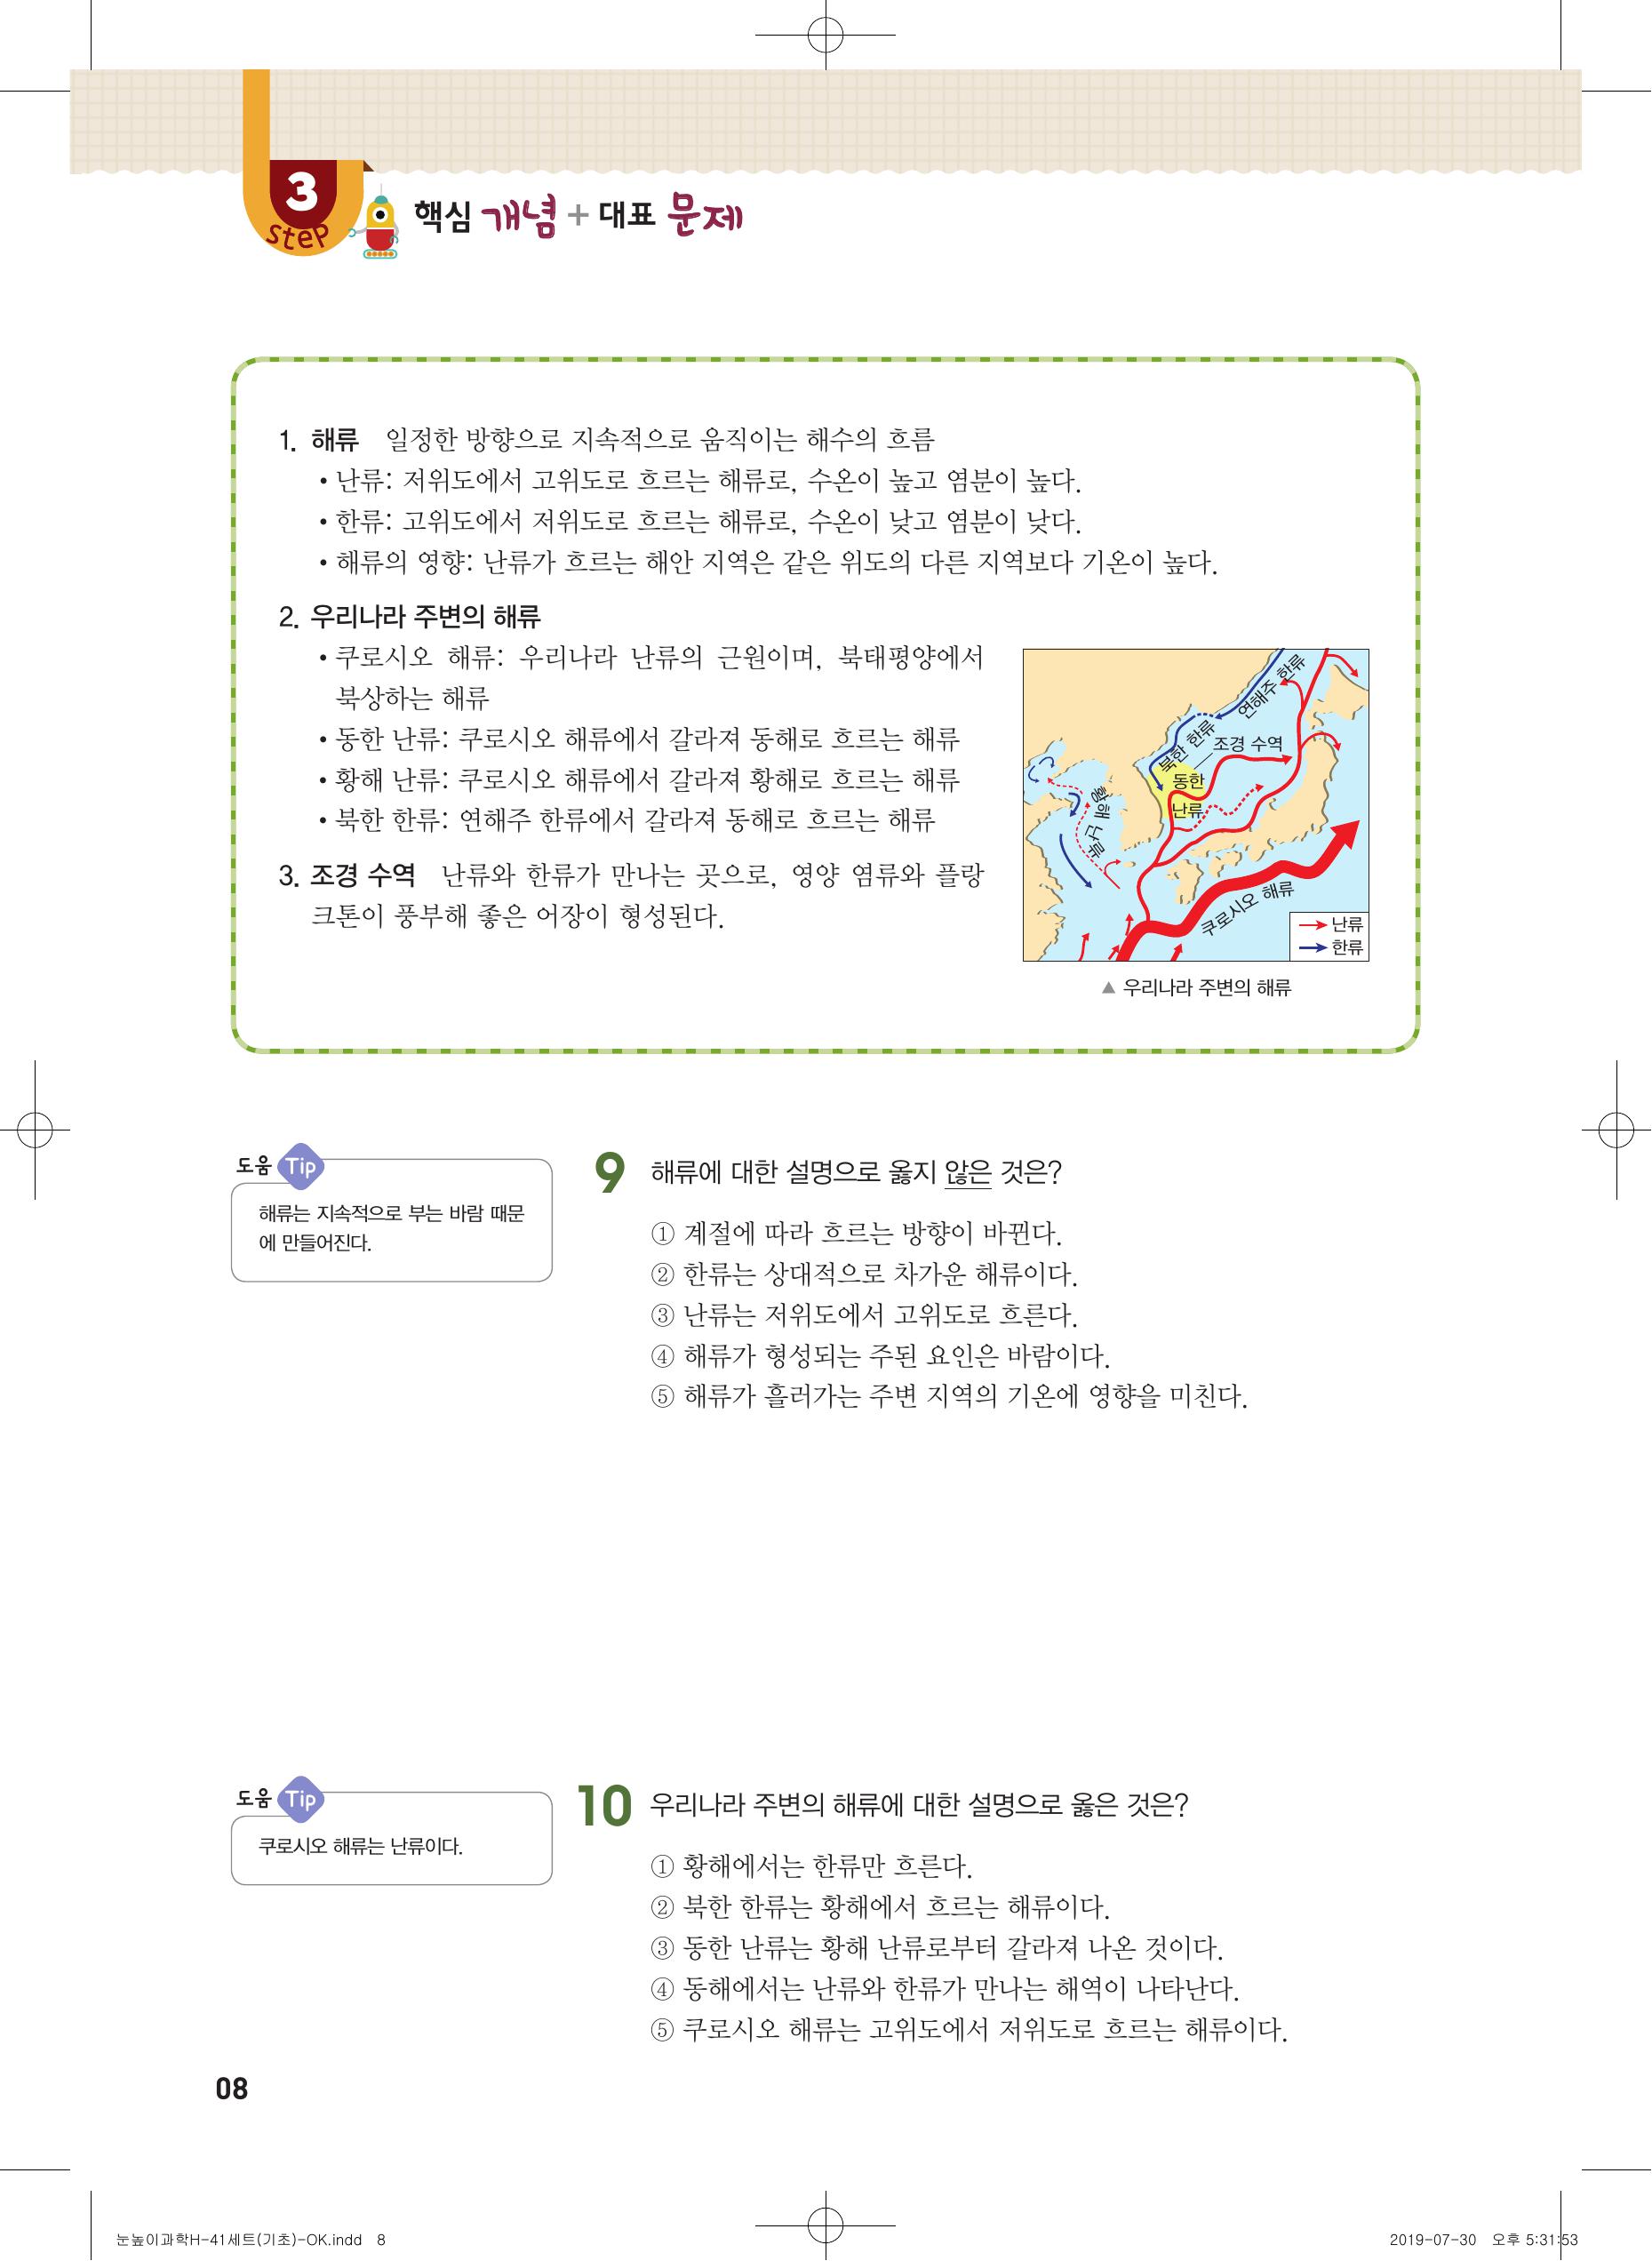 3
steP
핵심 개념 + 대표 문제
1. 해류 일정한 방향으로 지속적으로 움직이는 해수의 흐름
• 난류: 저위도에서 고위도로 흐르는 해류로, 수온이 높고 염분이 높다.
• 한류: 고위도에서 저위도로 흐르는 해류로, 수온이 낮고 염분이 낮다.
• 해류의 영향: 난류가 흐르는 해안 지역은 같은 위도의 다른 지역보다 기온이 높다.
2. 우리나라 주변의 해류
• 쿠로시오 해류: 우리나라 난류의 근원이며, 북태평양에서
북상하는 해류
• 동한 난류: 쿠로시오 해류에서 갈라져 동해로 흐르는 해류
• 황해 난류: 쿠로시오 해류에서 갈라져 황해로 흐르는 해류
• 북한 한류: 연해주 한류에서 갈라져 동해로 흐르는 해류
3. 조경 수역 난류와 한류가 만나는 곳으로, 영양 염류와 플랑
크톤이 풍부해 좋은 어장이 형성된다.
연해주 한류
북한 한류
조경 수역
동한
난류
황해 난류
쿠로시오 해류
난류
한류
▲ 우리나라 주변의 해류
도움 Tip
해류는 지속적으로 부는 바람 때문
에 만들어진다.
9 해류에 대한 설명으로 옳지 않은 것은?
① 계절에 따라 흐르는 방향이 바뀐다.
② 한류는 상대적으로 차가운 해류이다.
③ 난류는 저위도에서 고위도로 흐른다.
④ 해류가 형성되는 주된 요인은 바람이다.
⑤ 해류가 흘러가는 주변 지역의 기온에 영향을 미친다.
도움 Tip
쿠로시오 해류는 난류이다.
10 우리나라 주변의 해류에 대한 설명으로 옳은 것은?
① 황해에서는 한류만 흐른다.
② 북한 한류는 황해에서 흐르는 해류이다.
③ 동한 난류는 황해 난류로부터 갈라져 나온 것이다.
④ 동해에서는 난류와 한류가 만나는 해역이 나타난다.
⑤ 쿠로시오 해류는 고위도에서 저위도로 흐르는 해류이다.
08
눈높이과학H-41세트(기초)-OK.indd 8
2019-07-30 오후 5:31:53